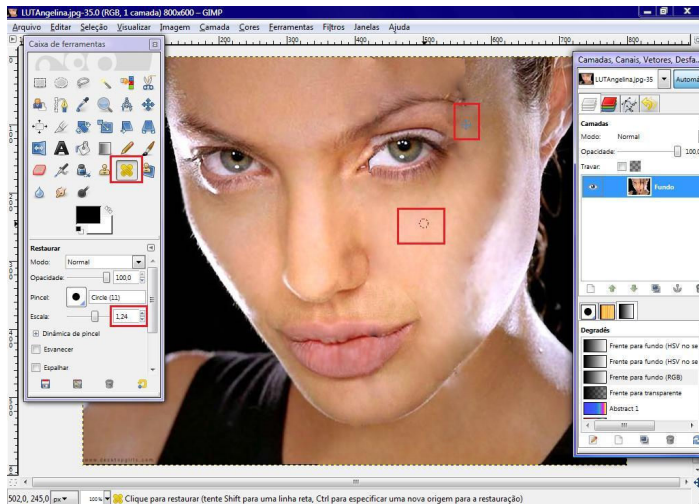 LUTAngelina.jpg-35.0 (RGB, 1 camada) 800x600 – GIMP
Arquivo Editar Seleção Visualizar Imagem Camada Cores Ferramentas Filtros Janelas Ajuda
Caixa de ferramentas
Camadas, Canais, Vetores, Desfa..
LUTAngelina.jpg-35
Automá
Camadas
Modo: Normal
Opacidade: 100,0
Travar:
Fundo
Restaurar
Modo: Normal
Opacidade: 100,0
Pincel: Circle (11)
Escala: 1,24
Dinâmica de pincel
Esvanecer
Espalhar
Degradês
Frente para fundo (HSV no se
Frente para fundo (HSV no se
Frente para fundo (RGB)
Frente para transparente
Abstract 1
502,0, 245,0 px 100% Clique para restaurar (tente Shift para uma linha reta, Ctrl para especificar uma nova origem para a restauração)